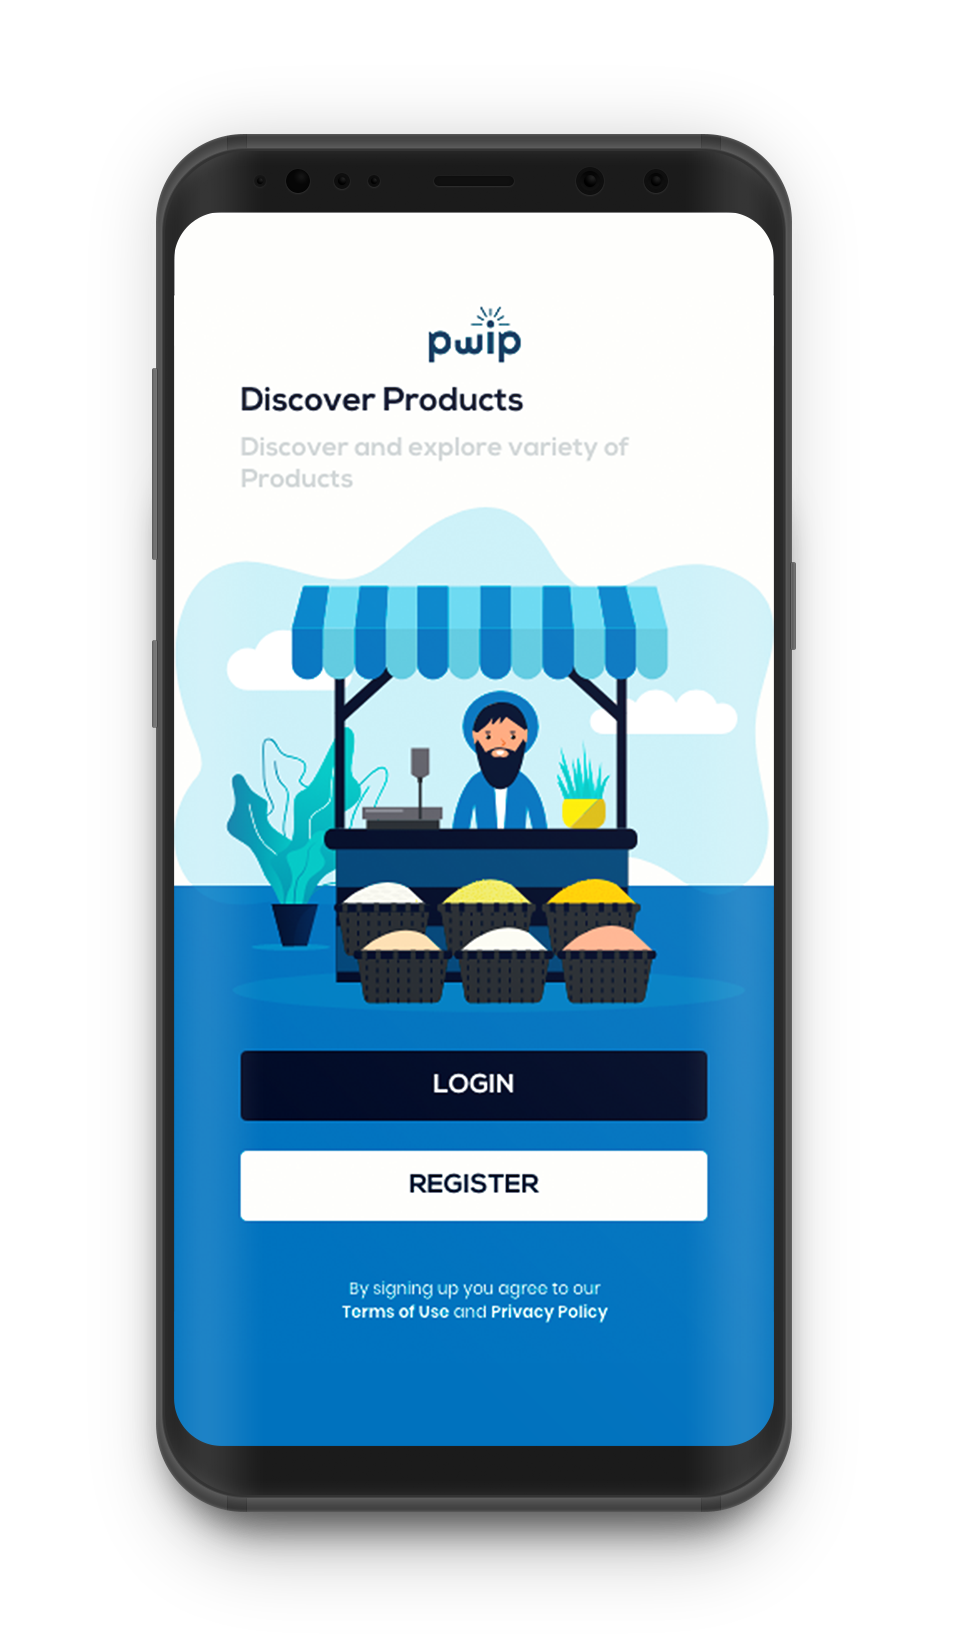 pwip
Discover Products
Discover and explore variety of
Products
LOGIN
REGISTER
By signing up you agree to our
Terms of Use and Privacy Policy